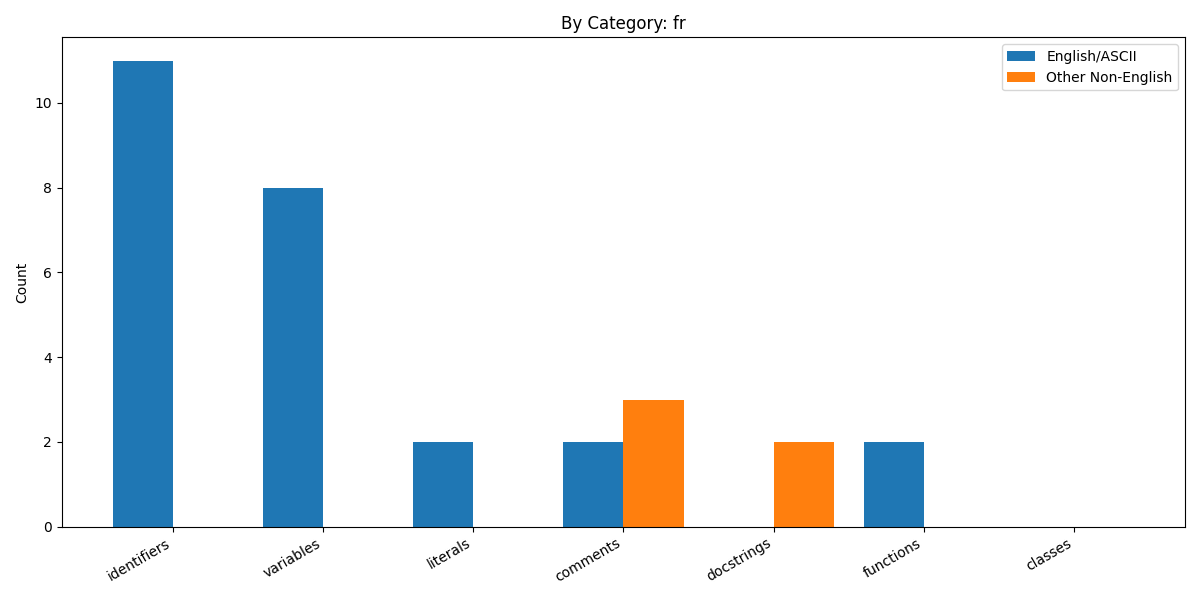 By Category: fr
English/ASCII
Other Non-English
Count
10
8
6
4
2
0
identifiers
variables
literals
comments
docstrings
functions
classes